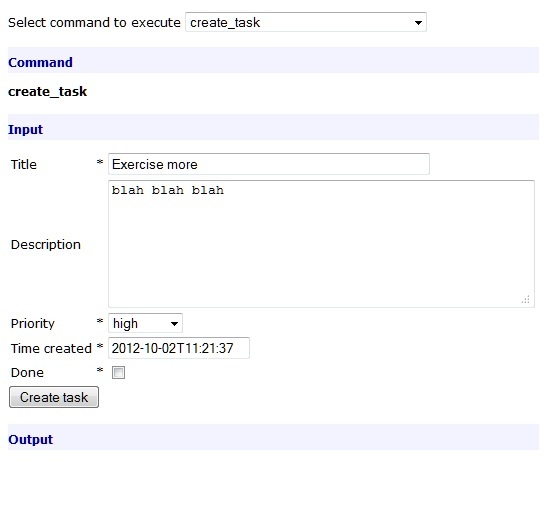 Select command to execute create_task
Command
create_task
Input
Title * Exercise more
blah blah blah
Description
Priority * high
Time created * 2012-10-02T11:21:37
Done *
Create task
Output